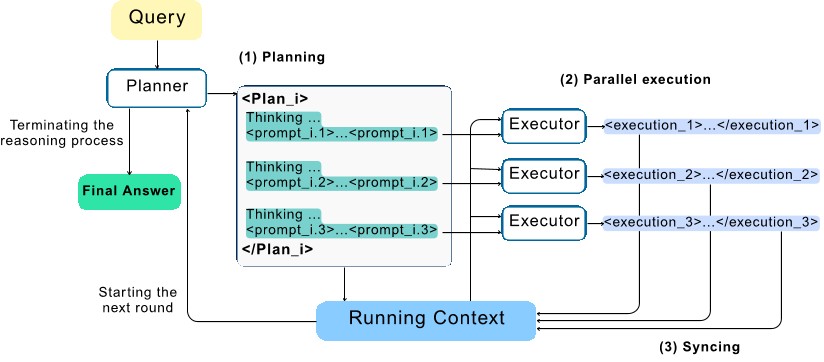 Query
(1) Planning
Planner
(2) Parallel execution
<Plan_i>
Thinking ...
<prompt_i.1>...<prompt_i.1>
Thinking ...
<prompt_i.2>...<prompt_i.2>
Thinking ...
<prompt_i.3>...<prompt_i.3>
</Plan_i>
Executor
<execution_1>...</execution_1>
Executor
<execution_2>...</execution_2>
Executor
<execution_3>...</execution_3>
Terminating the
reasoning process
Final Answer
Starting the
next round
Running Context
(3) Syncing